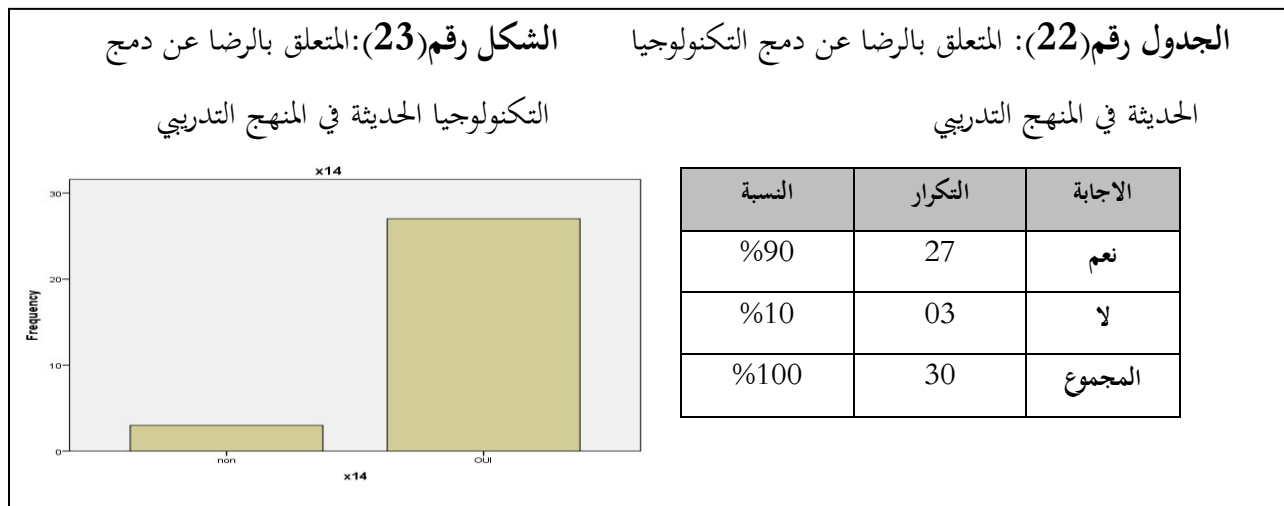 الجدول رقم(22): المتعلق بالرضا عن دمج التكنولوجيا
الحديثة في المنهج التدريبي
الاجابة التكرار النسبة
نعم 27 %90
لا 03 %10
المجموع 30 %100
الشكل رقم(23):المتعلق بالرضا عن دمج
التكنولوجيا الحديثة في المنهج التدريبي
x14
30
20
10
0
Frequency
non OUI
x14